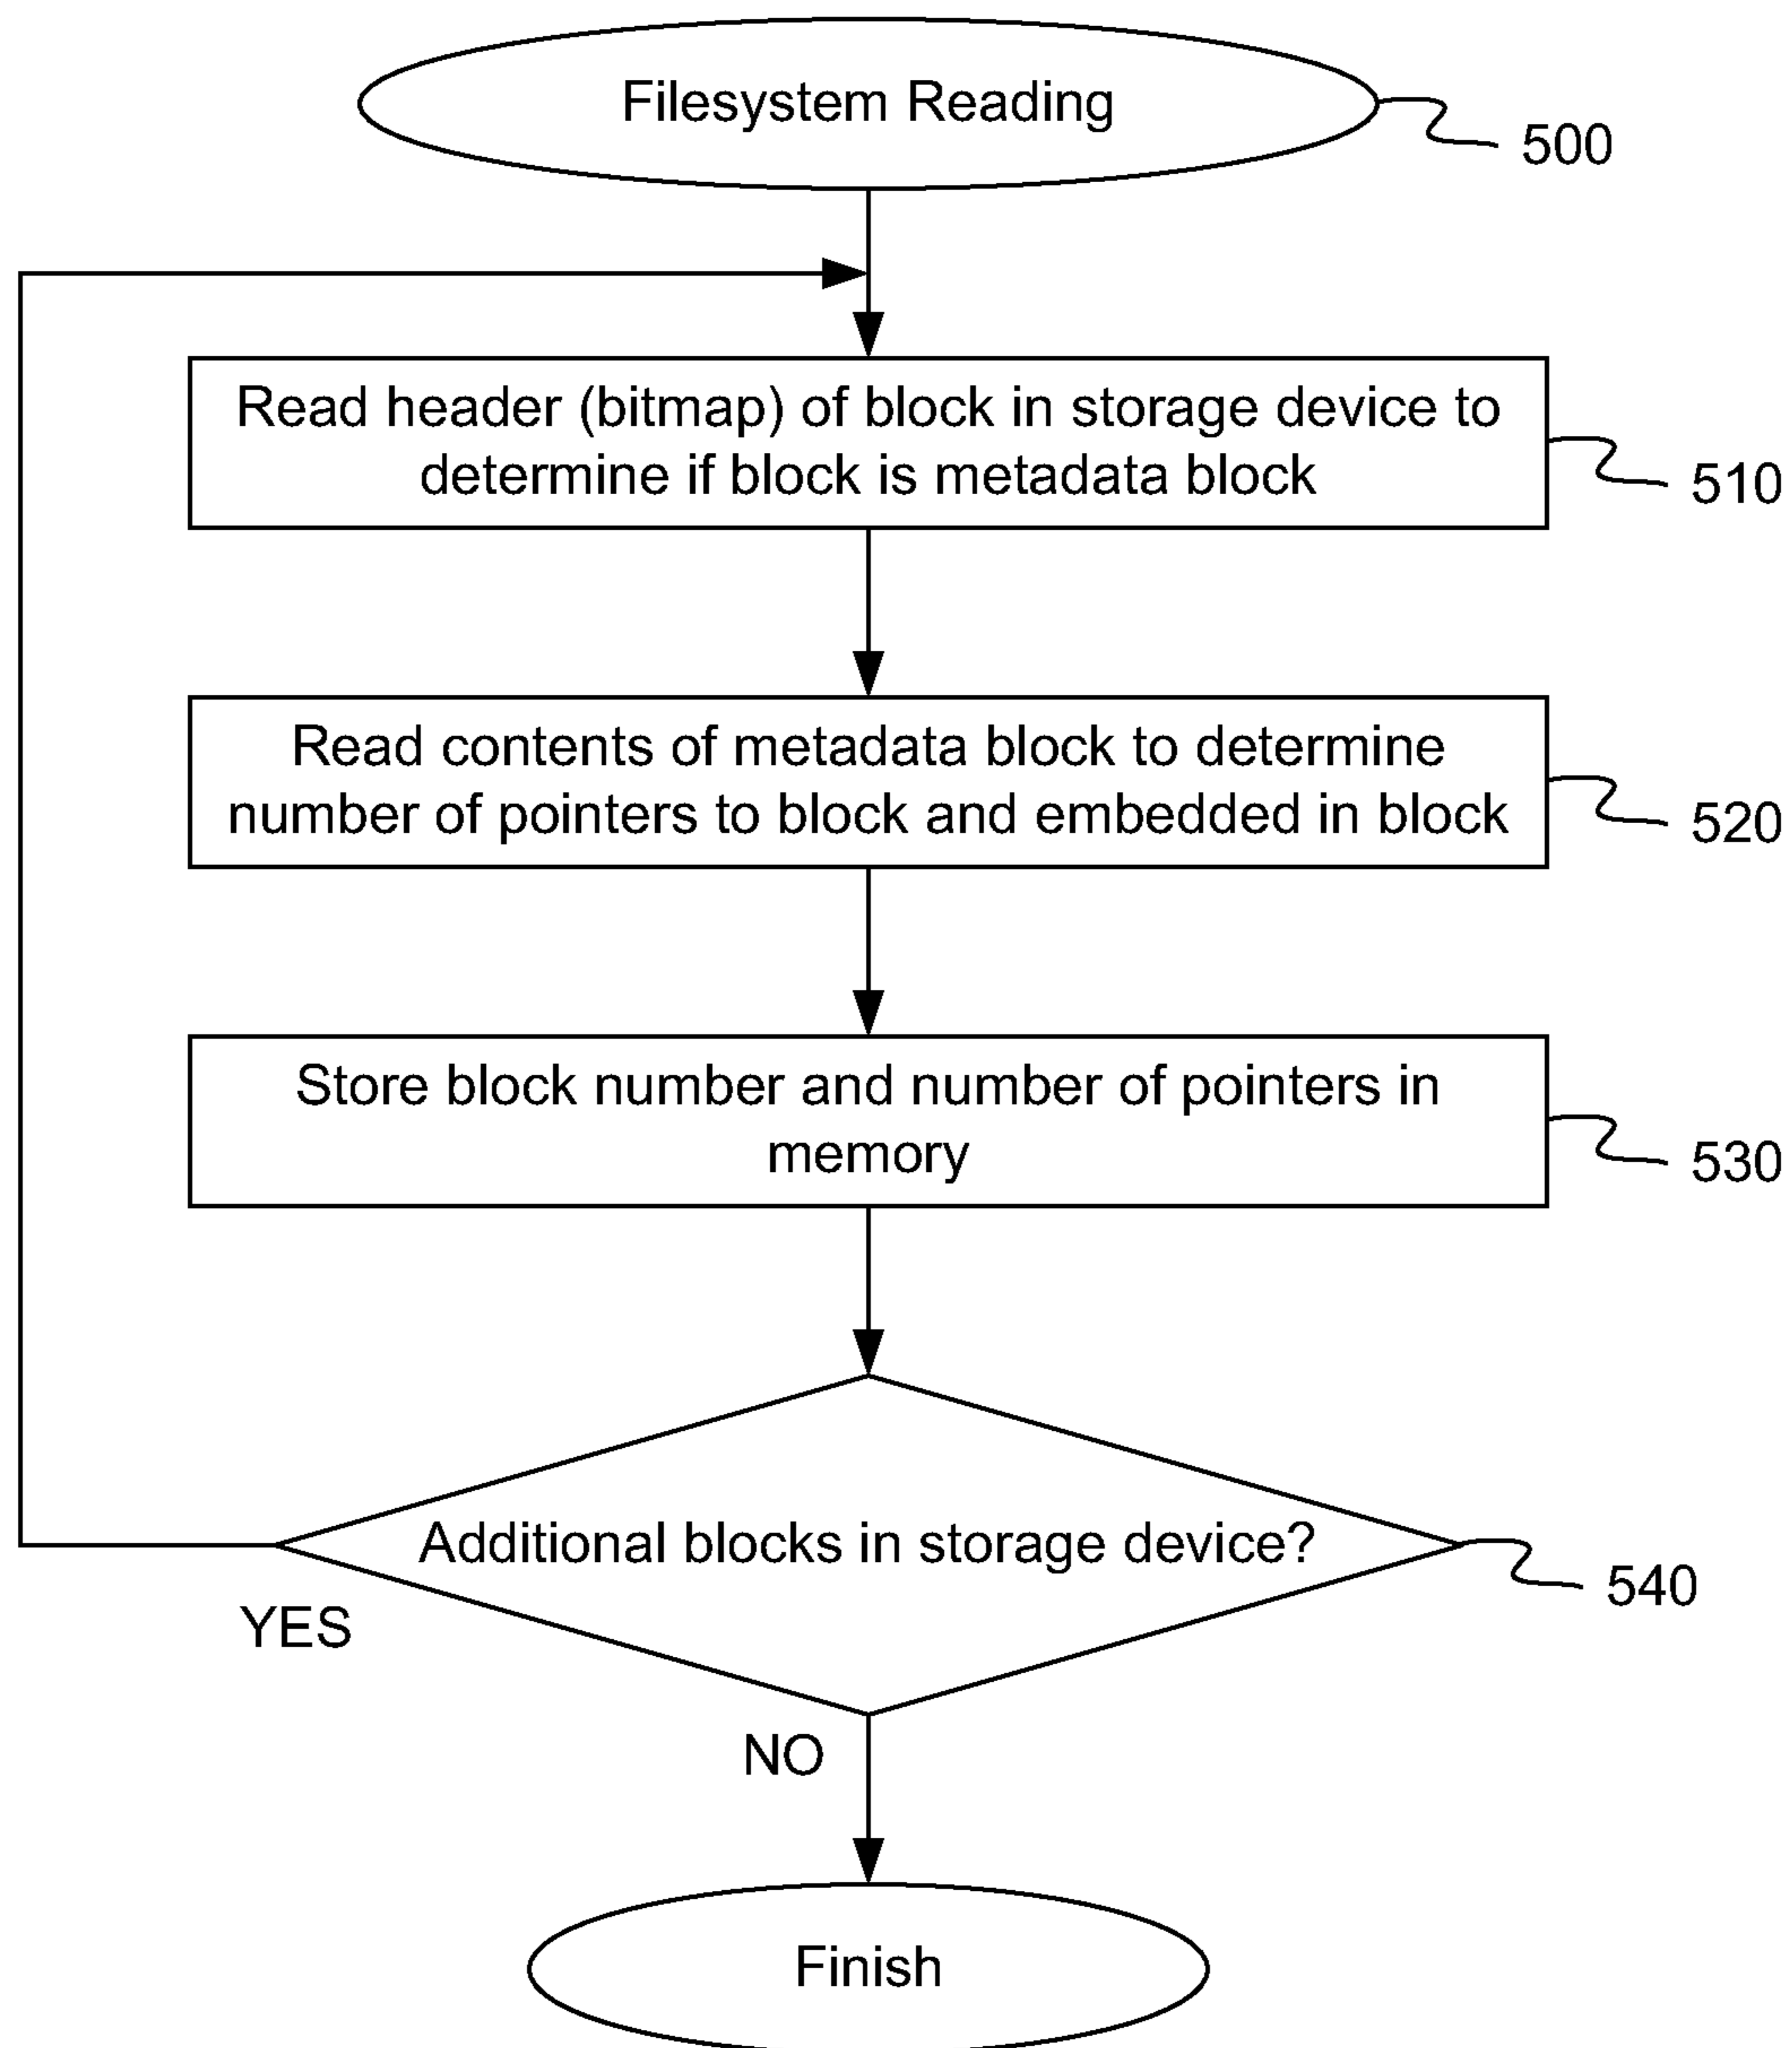 Filesystem Reading
500
Read header (bitmap) of block in storage device to
determine if block is metadata block
510
Read contents of metadata block to determine
number of pointers to block and embedded in block
520
Store block number and number of pointers in
memory
530
Additional blocks in storage device?
540
YES
NO
Finish